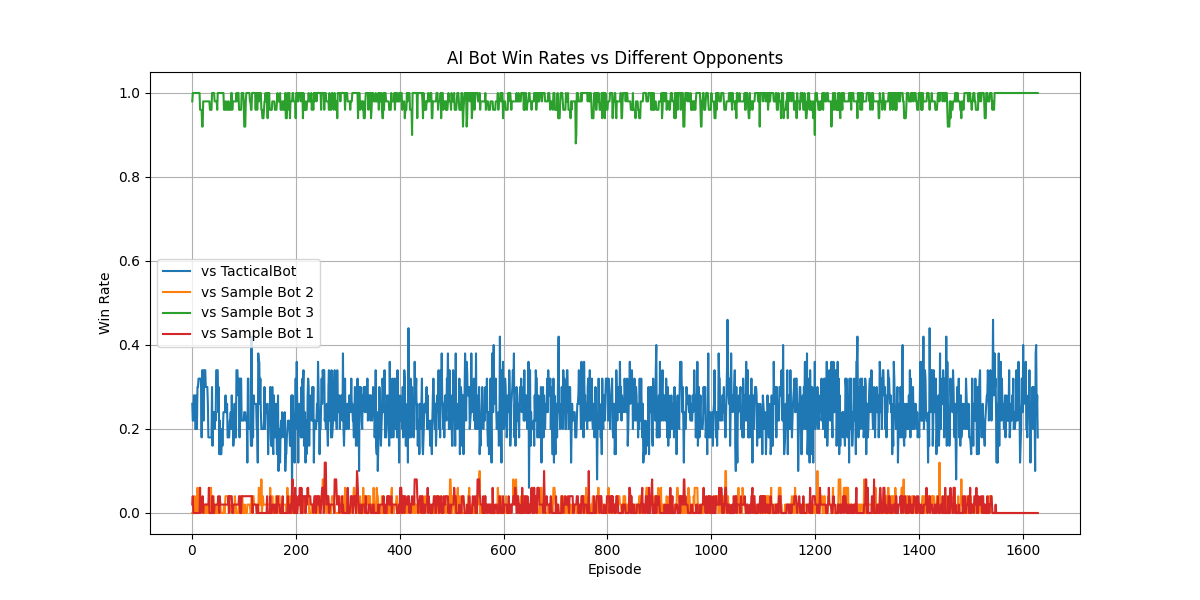 AI Bot Win Rates vs Different Opponents
1.0
0.8
0.6
0.4
0.2
0.0
Win Rate
vs TacticalBot
vs Sample Bot 2
vs Sample Bot 3
vs Sample Bot 1
0 200 400 600 800 1000 1200 1400 1600
Episode